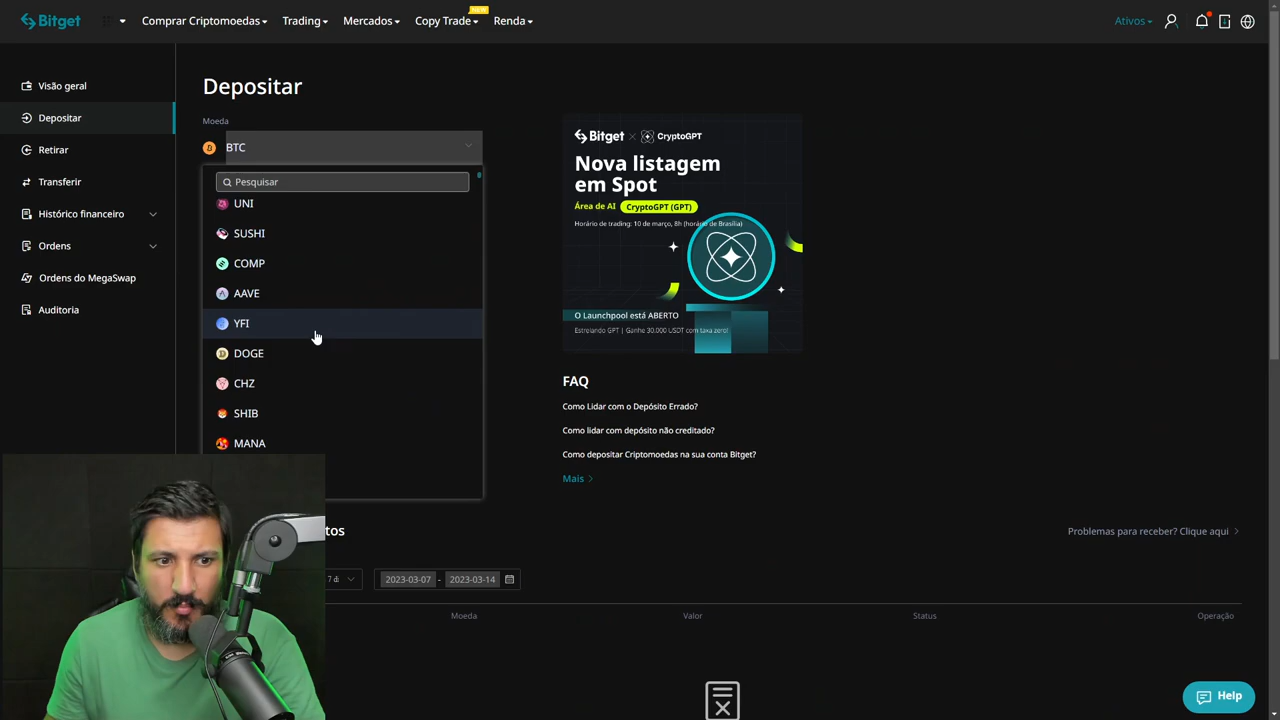 Bitget
Comprar Criptomoedas
Trading
Mercados
Copy Trade
NEW
Renda
Ativos
Visão geral
Depositar
Retirar
Transferir
Histórico financeiro
Ordens
Ordens do MegaSwap
Auditoria
Depositar
Moeda
BTC
Pesquisar
UNI
SUSHI
COMP
AAVE
YFI
DOGE
CHZ
SHIB
MANA
Bitget × CryptoGPT
Nova listagem
em Spot
Área de AI CryptoGPT (GPT)
Horário de trading: 10 de março, 8h (horário de Brasília)
O Launchpool está ABERTO
Estreiando GPT | Ganhe 30.000 USDT com taxa zero!
FAQ
Como Lidar com o Depósito Errado?
Como lidar com depósito não creditado?
Como depositar Criptomoedas na sua conta Bitget?
Mais
tos
Problemas para receber? Clique aqui
7 di
2023-03-07 - 2023-03-14
Moeda
Valor
Status
Operação
Help